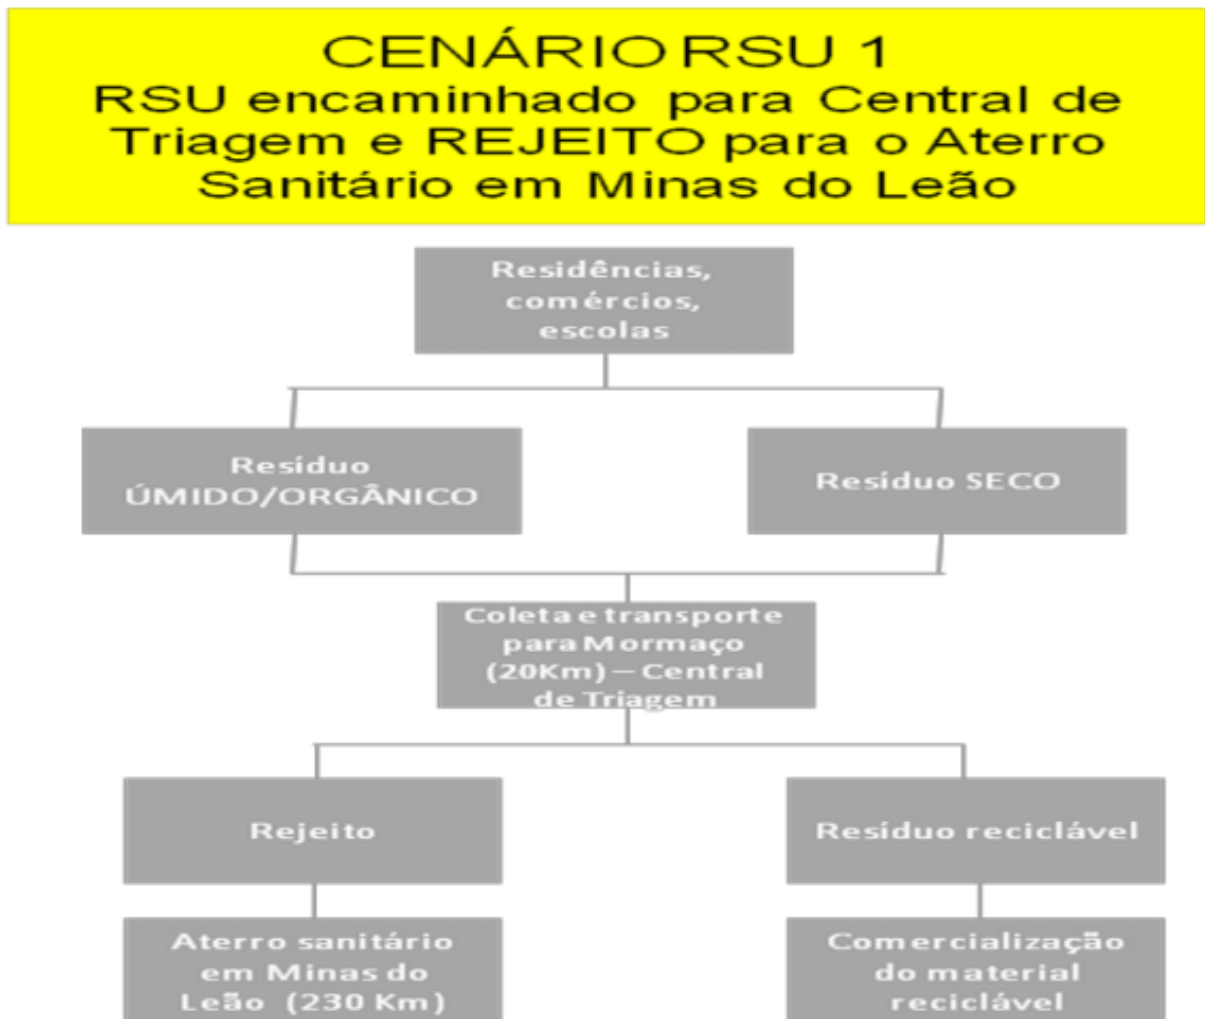 CENÁRIO RSU 1
RSU encaminhado para Central de
Triagem e REJEITO para o Aterro
Sanitário em Minas do Leão
Residências,
comércios,
escolas
Resíduo
ÚMIDO/ORGÂNICO
Resíduo SECO
Coleta e transporte
para Mormaço
(20Km) – Central
de Triagem
Rejeito
Resíduo reciclável
Aterro sanitário
em Minas do
Leão (230 Km)
Comercialização
do material
reciclável